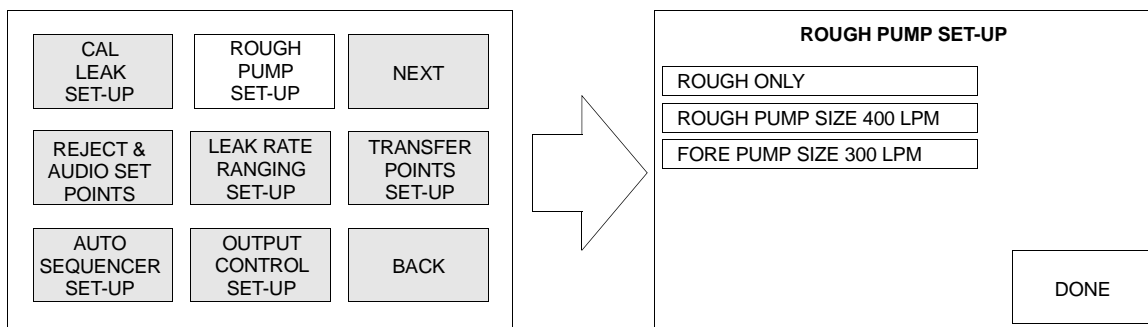 CAL
LEAK
SET-UP
ROUGH
PUMP
SET-UP
NEXT
REJECT &
AUDIO SET
POINTS
LEAK RATE
RANGING
SET-UP
TRANSFER
POINTS
SET-UP
AUTO
SEQUENCER
SET-UP
OUTPUT
CONTROL
SET-UP
BACK
ROUGH PUMP SET-UP
ROUGH ONLY
ROUGH PUMP SIZE 400 LPM
FORE PUMP SIZE 300 LPM
DONE